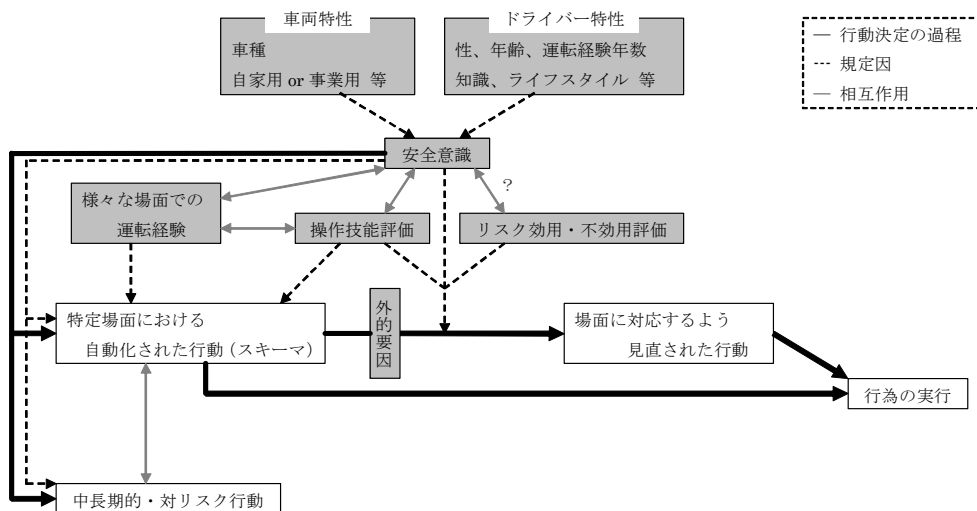 車両特性
車種
自家用 or 事業用 等
ドライバー特性
性、年齢、運転経験年数
知識、ライフスタイル 等
行動決定の過程
規定因
相互作用
安全意識
?
様々な場面での
運転経験
操作技能評価
リスク効用・不効用評価
特定場面における
自動化された行動(スキーマ)
外的要因
場面に対応するよう
見直された行動
行為の実行
中長期的・対リスク行動